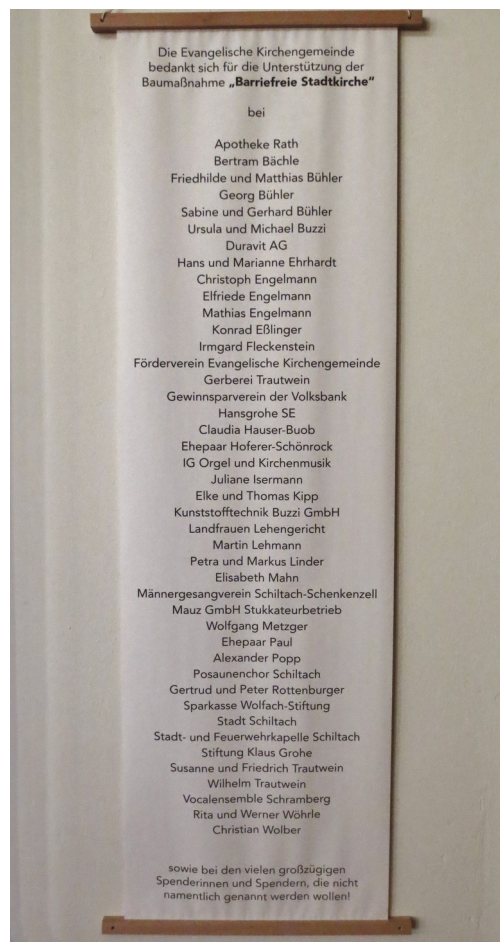 Die Evangelische Kirchengemeinde
bedankt sich für die Unterstützung der
Baumaßnahme „Barriefreie Stadtkirche“
bei
Apotheke Rath
Bertram Bächle
Friedhilde und Matthias Bühler
Georg Bühler
Sabine und Gerhard Bühler
Ursula und Michael Buzzi
Duravit AG
Hans und Marianne Ehrhardt
Christoph Engelmann
Elfriede Engelmann
Mathias Engelmann
Konrad Eßlinger
Irmgard Fleckenstein
Förderverein Evangelische Kirchengemeinde
Gerberei Trautwein
Gewinnsparverein der Volksbank
Hansgrohe SE
Claudia Hauser-Buob
Ehepaar Hoferer-Schönrock
IG Orgel und Kirchenmusik
Juliane Isermann
Elke und Thomas Kipp
Kunststofftechnik Buzzi GmbH
Landfrauen Lehengericht
Martin Lehmann
Petra und Markus Linder
Elisabeth Mahn
Männergesangverein Schiltach-Schenkenzell
Mauz GmbH Stukkateurbetrieb
Wolfgang Metzger
Ehepaar Paul
Alexander Popp
Posaunenchor Schiltach
Gertrud und Peter Rottenburger
Sparkasse Wolfach-Stiftung
Stadt Schiltach
Stadt- und Feuerwehrkapelle Schiltach
Stiftung Klaus Grohe
Susanne und Friedrich Trautwein
Wilhelm Trautwein
Vocalensemble Schramberg
Rita und Werner Wöhrle
Christian Wolber
sowie bei den vielen großzügigen
Spenderinnen und Spendern, die nicht
namentlich genannt werden wollen!